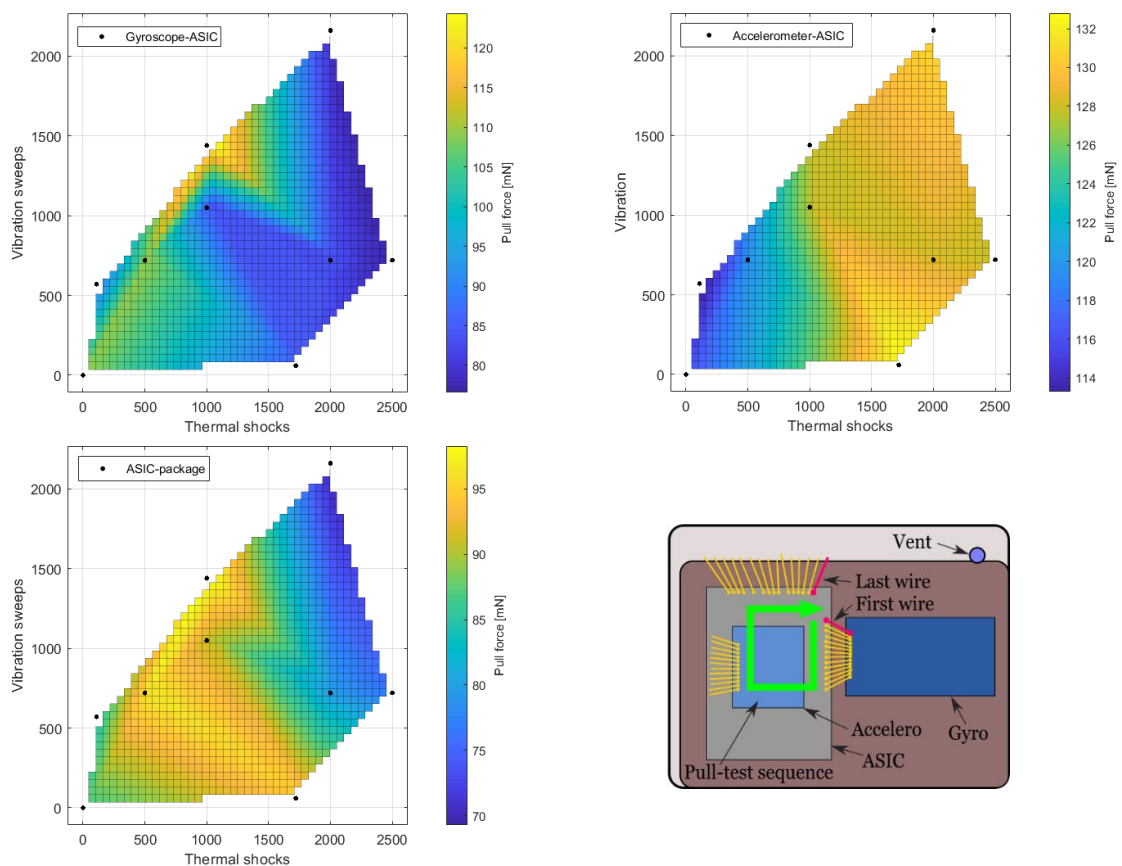 Gyroscope-ASIC
2000
1500
1000
500
0
Vibration sweeps
0 500 1000 1500 2000 2500
Thermal shocks
120
115
110
105
100
95
90
85
80
Pull force [mN]
Accelerometer-ASIC
2000
1500
1000
500
0
Vibration
0 500 1000 1500 2000 2500
Thermal shocks
132
130
128
126
124
122
120
118
116
114
Pull force [mN]
ASIC-package
2000
1500
1000
500
0
Vibration sweeps
0 500 1000 1500 2000 2500
Thermal shocks
95
90
85
80
75
70
Pull force [mN]
Vent
Last wire
First wire
Accelero
Gyro
ASIC
Pull-test sequence